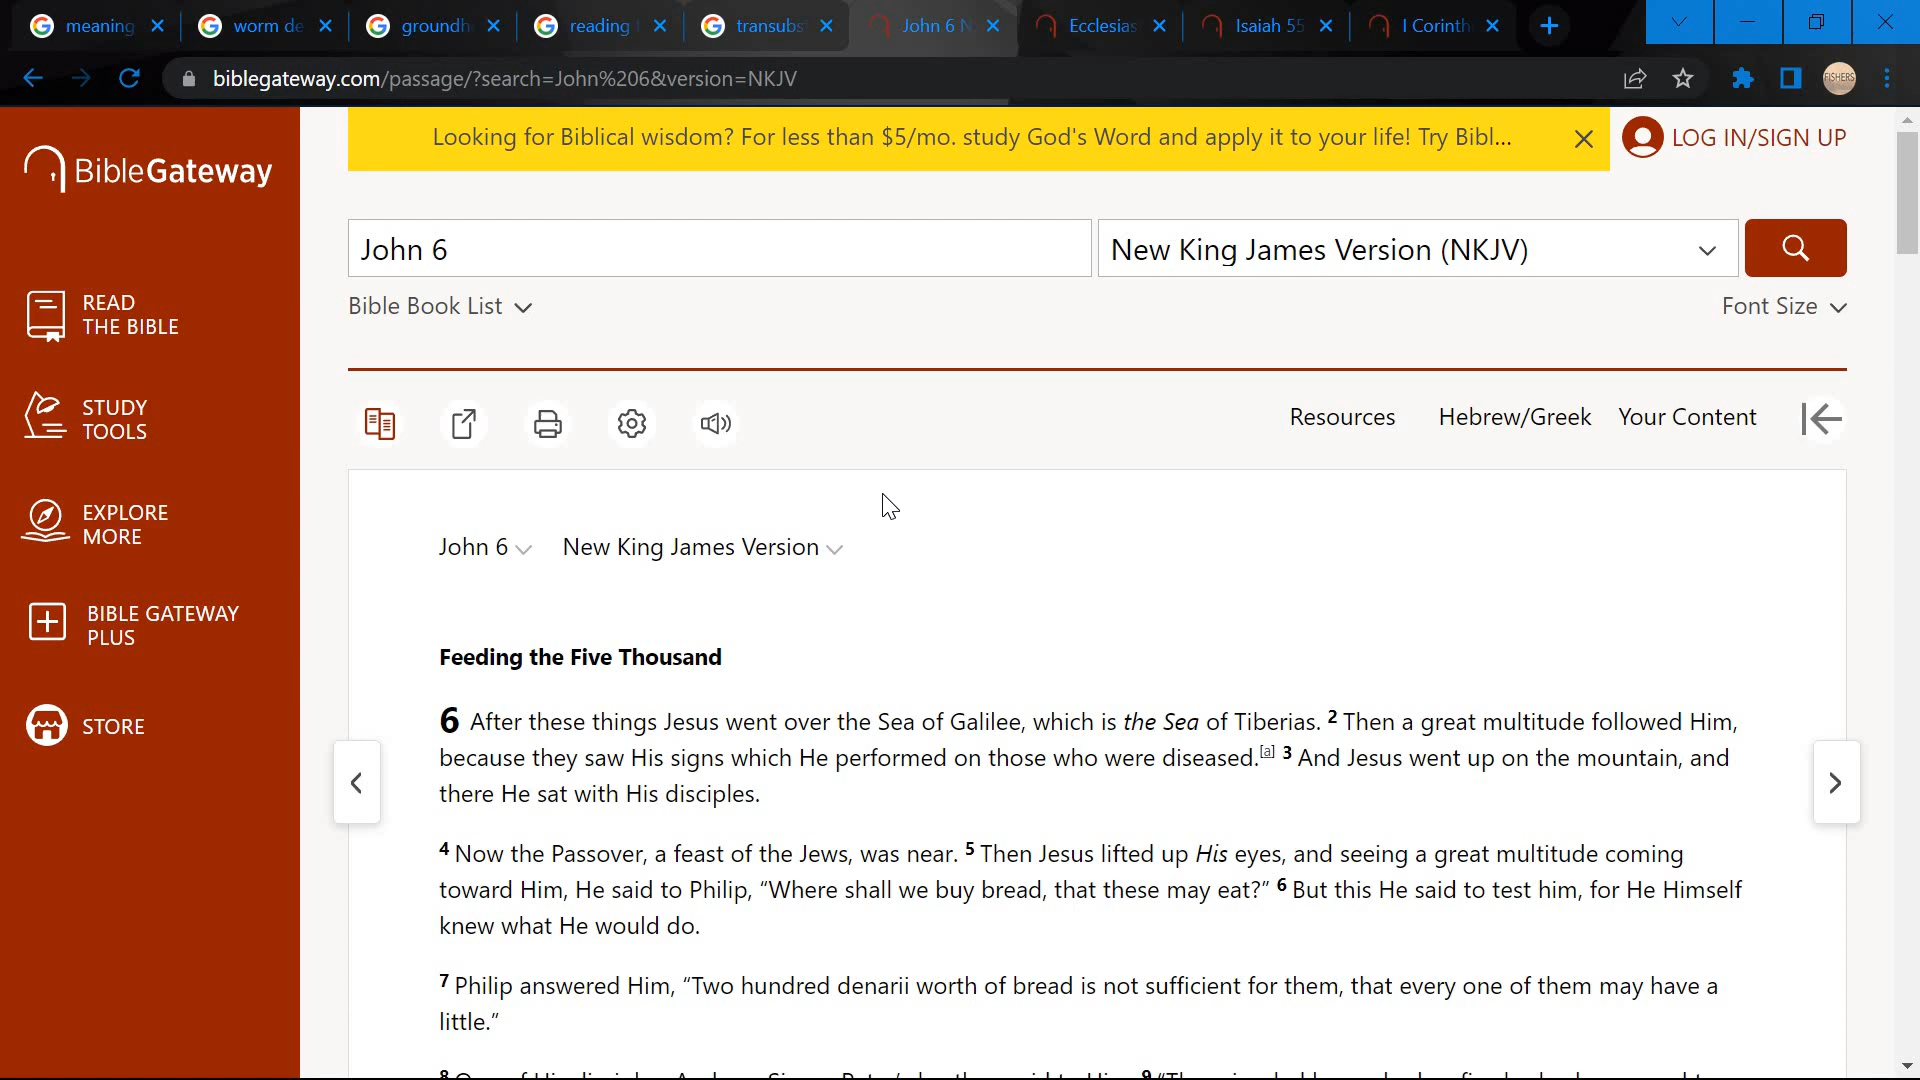 meaning
worm de
groundh
reading
transubs
John 6 N
Ecclesias
Isaiah 55
I Corinth
biblegateway.com/passage/?search=John%206&version=NKJV
FISHERS
BibleGateway
Looking for Biblical wisdom? For less than $5/mo. study God's Word and apply it to your life! Try Bibl...
LOG IN/SIGN UP
John 6
New King James Version (NKJV)
Bible Book List
Font Size
READ
THE BIBLE
STUDY
TOOLS
EXPLORE
MORE
BIBLE GATEWAY
PLUS
STORE
Resources
Hebrew/Greek
Your Content
John 6
New King James Version
Feeding the Five Thousand
6 After these things Jesus went over the Sea of Galilee, which is the Sea of Tiberias. 2 Then a great multitude followed Him,
because they saw His signs which He performed on those who were diseased.[a] 3 And Jesus went up on the mountain, and
there He sat with His disciples.
4 Now the Passover, a feast of the Jews, was near. 5 Then Jesus lifted up His eyes, and seeing a great multitude coming
toward Him, He said to Philip, “Where shall we buy bread, that these may eat?” 6 But this He said to test him, for He Himself
knew what He would do.
7 Philip answered Him, “Two hundred denarii worth of bread is not sufficient for them, that every one of them may have a
little.”